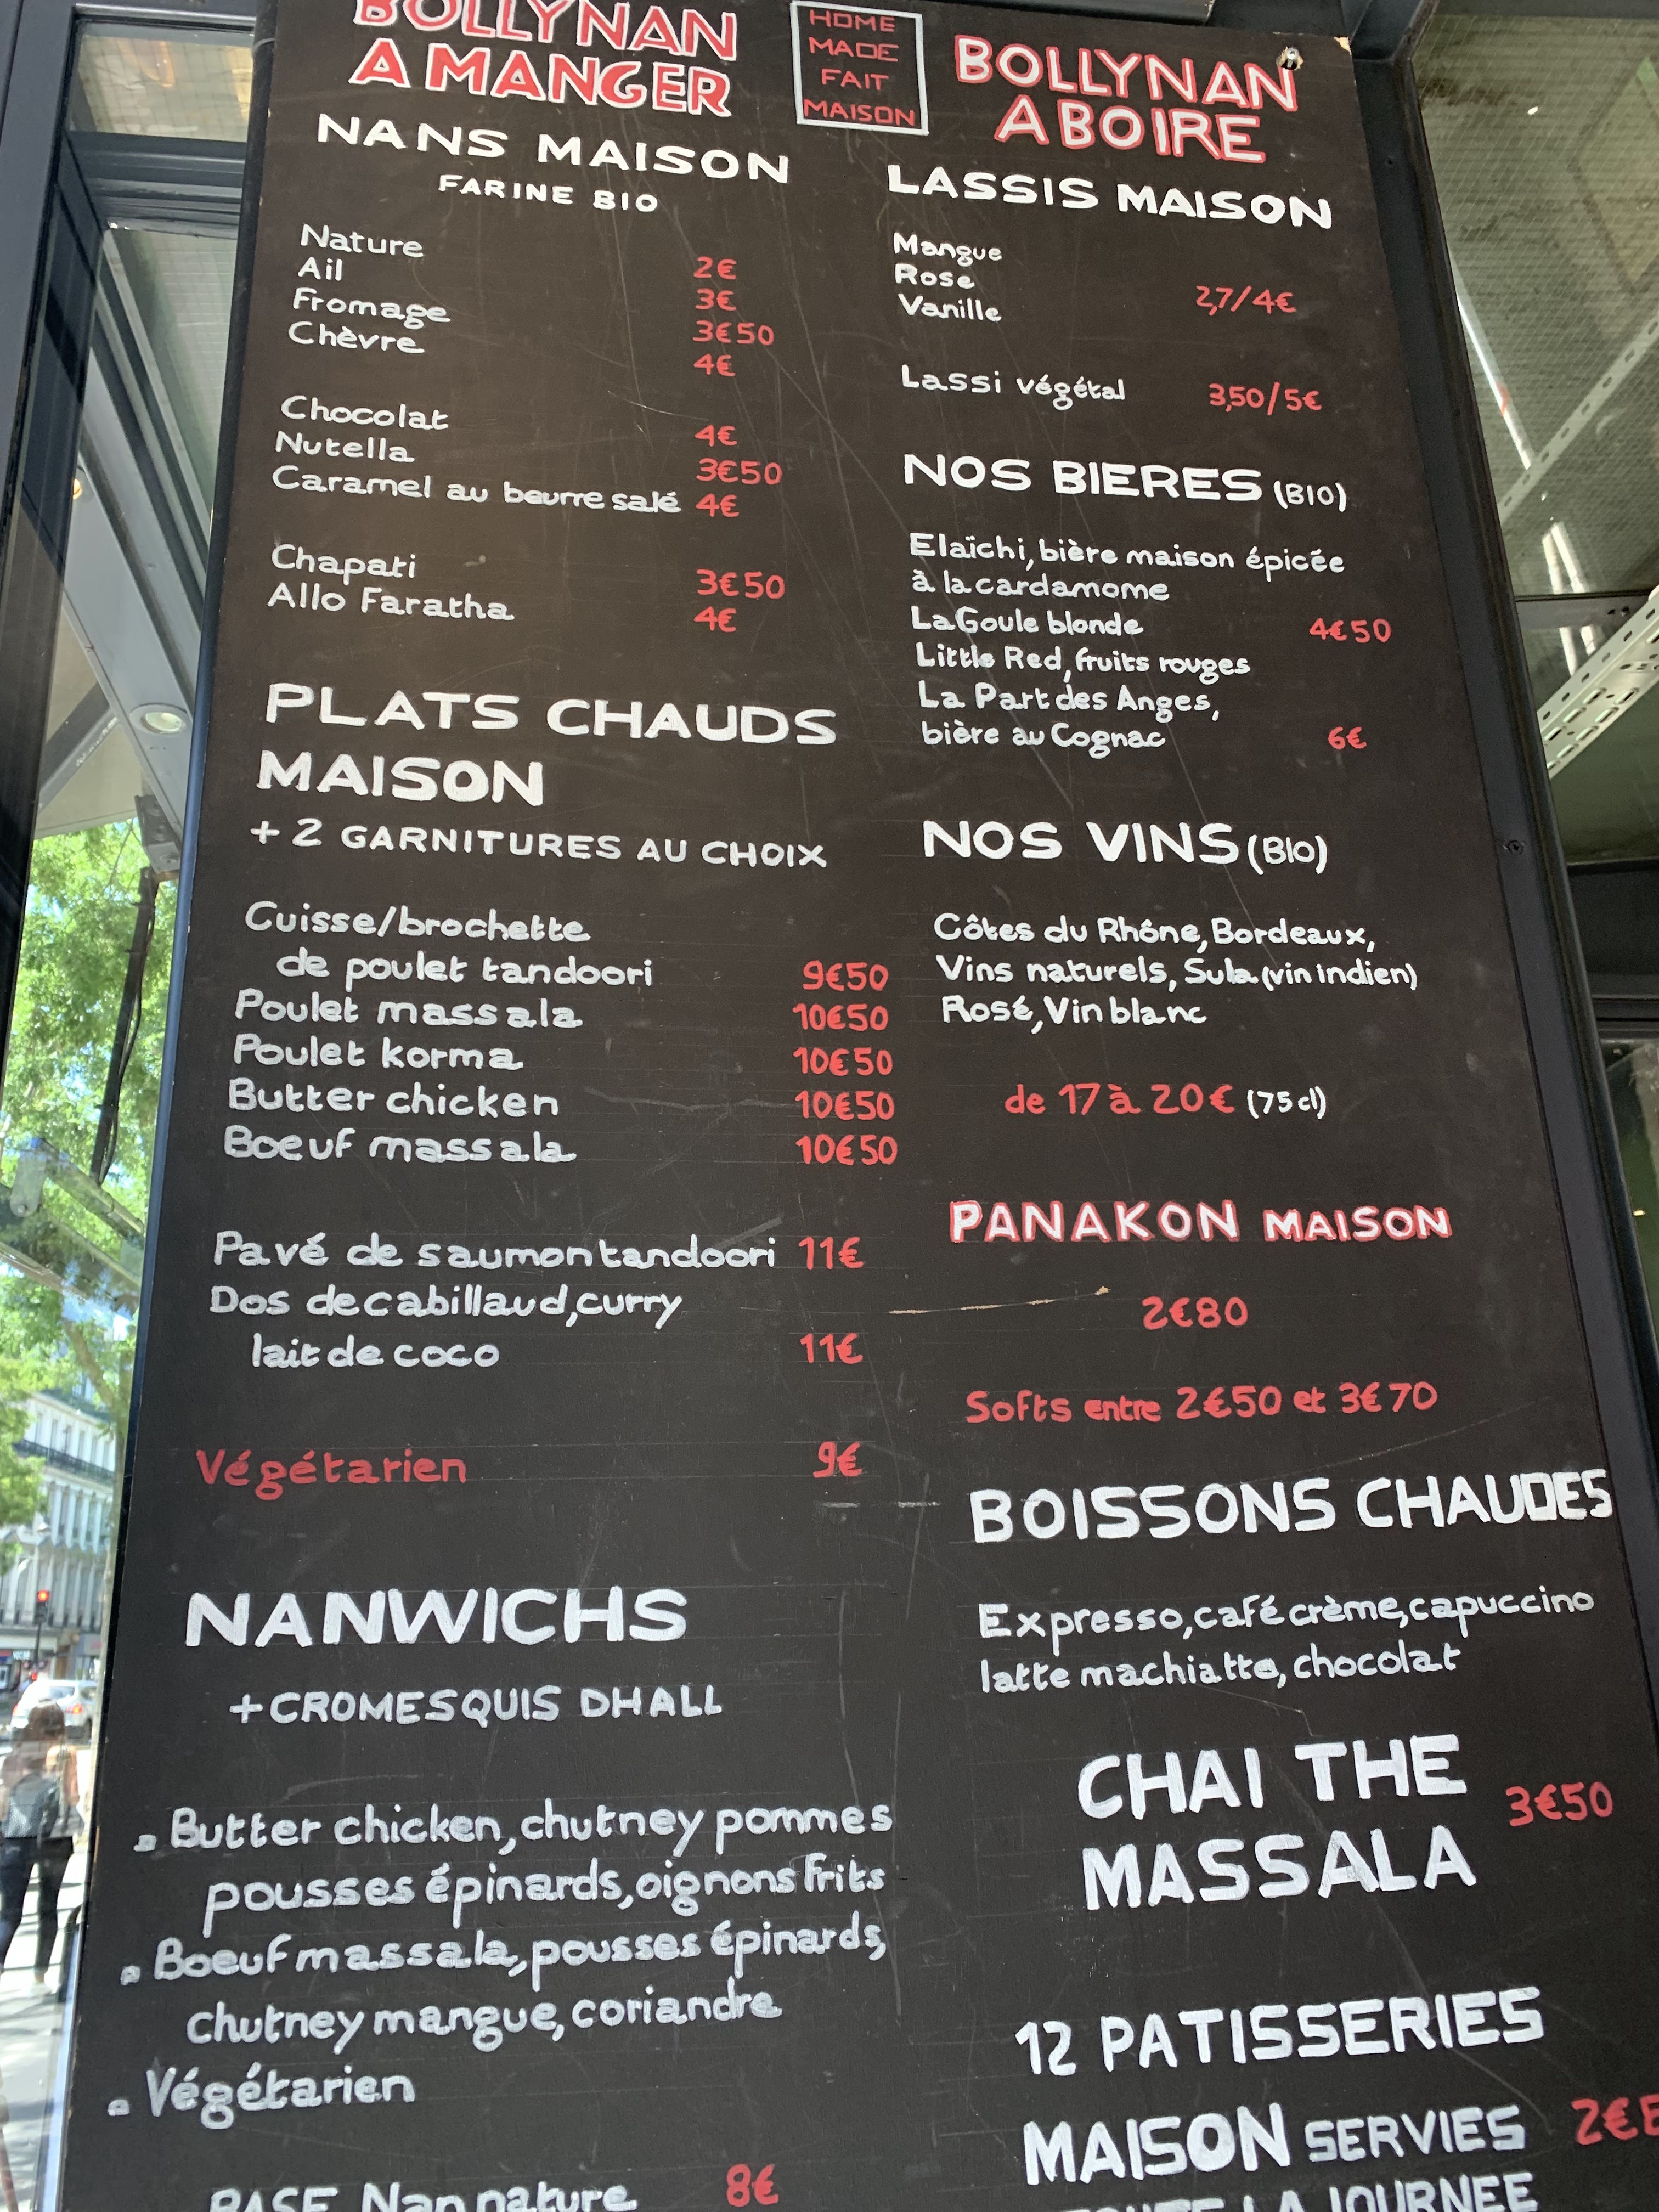 BOLLYNAN
A MANGER
NANS MAISON
FARINE BIO
Nature 2€
Ail 3€
Fromage 3€50
Chèvre 4€
Chocolat 4€
Nutella 3€50
Caramel au beurre salé 4€
Chapati 3€50
Allo Faratha 4€
PLATS CHAUDS
MAISON
+ 2 GARNITURES AU CHOIX
Cuisse/brochette
de poulet tandoori 9€50
Poulet massala 10€50
Poulet korma 10€50
Butter chicken 10€50
Boeuf massala 10€50
Pavé de saumon tandoori 11€
Dos de cabillaud, curry
lait de coco 11€
Végétarien 9€
NANWICHS
+CROMESQUIS DHALL
Butter chicken, chutney pommes
pousses épinards, oignons frits
Boeuf massala, pousses épinards,
chutney mangue, coriandre
Végétarien
BASE Nan nature 8€
HOME
MADE
FAIT
MAISON
BOLLYNAN
A BOIRE
LASSIS MAISON
Mangue
Rose
Vanille 2,7/4€
Lassi végétal 3,50/5€
NOS BIERES (BIO)
Elaïchi, bière maison épicée
à la cardamome
La Goule blonde 4€50
Little Red, fruits rouges
La Part des Anges,
bière au Cognac 6€
NOS VINS (BIO)
Côtes du Rhône, Bordeaux,
Vins naturels, Sula (vin indien)
Rosé, Vin blanc
de 17 à 20€ (75 cl)
PANAKON MAISON
2€80
Softs entre 2€50 et 3€70
BOISSONS CHAUDES
Expresso, café crème, capuccino
latte machiatte, chocolat
CHAI THE
MASSALA 3€50
12 PATISSERIES
MAISON SERVIES
TOUTE LA JOURNEE